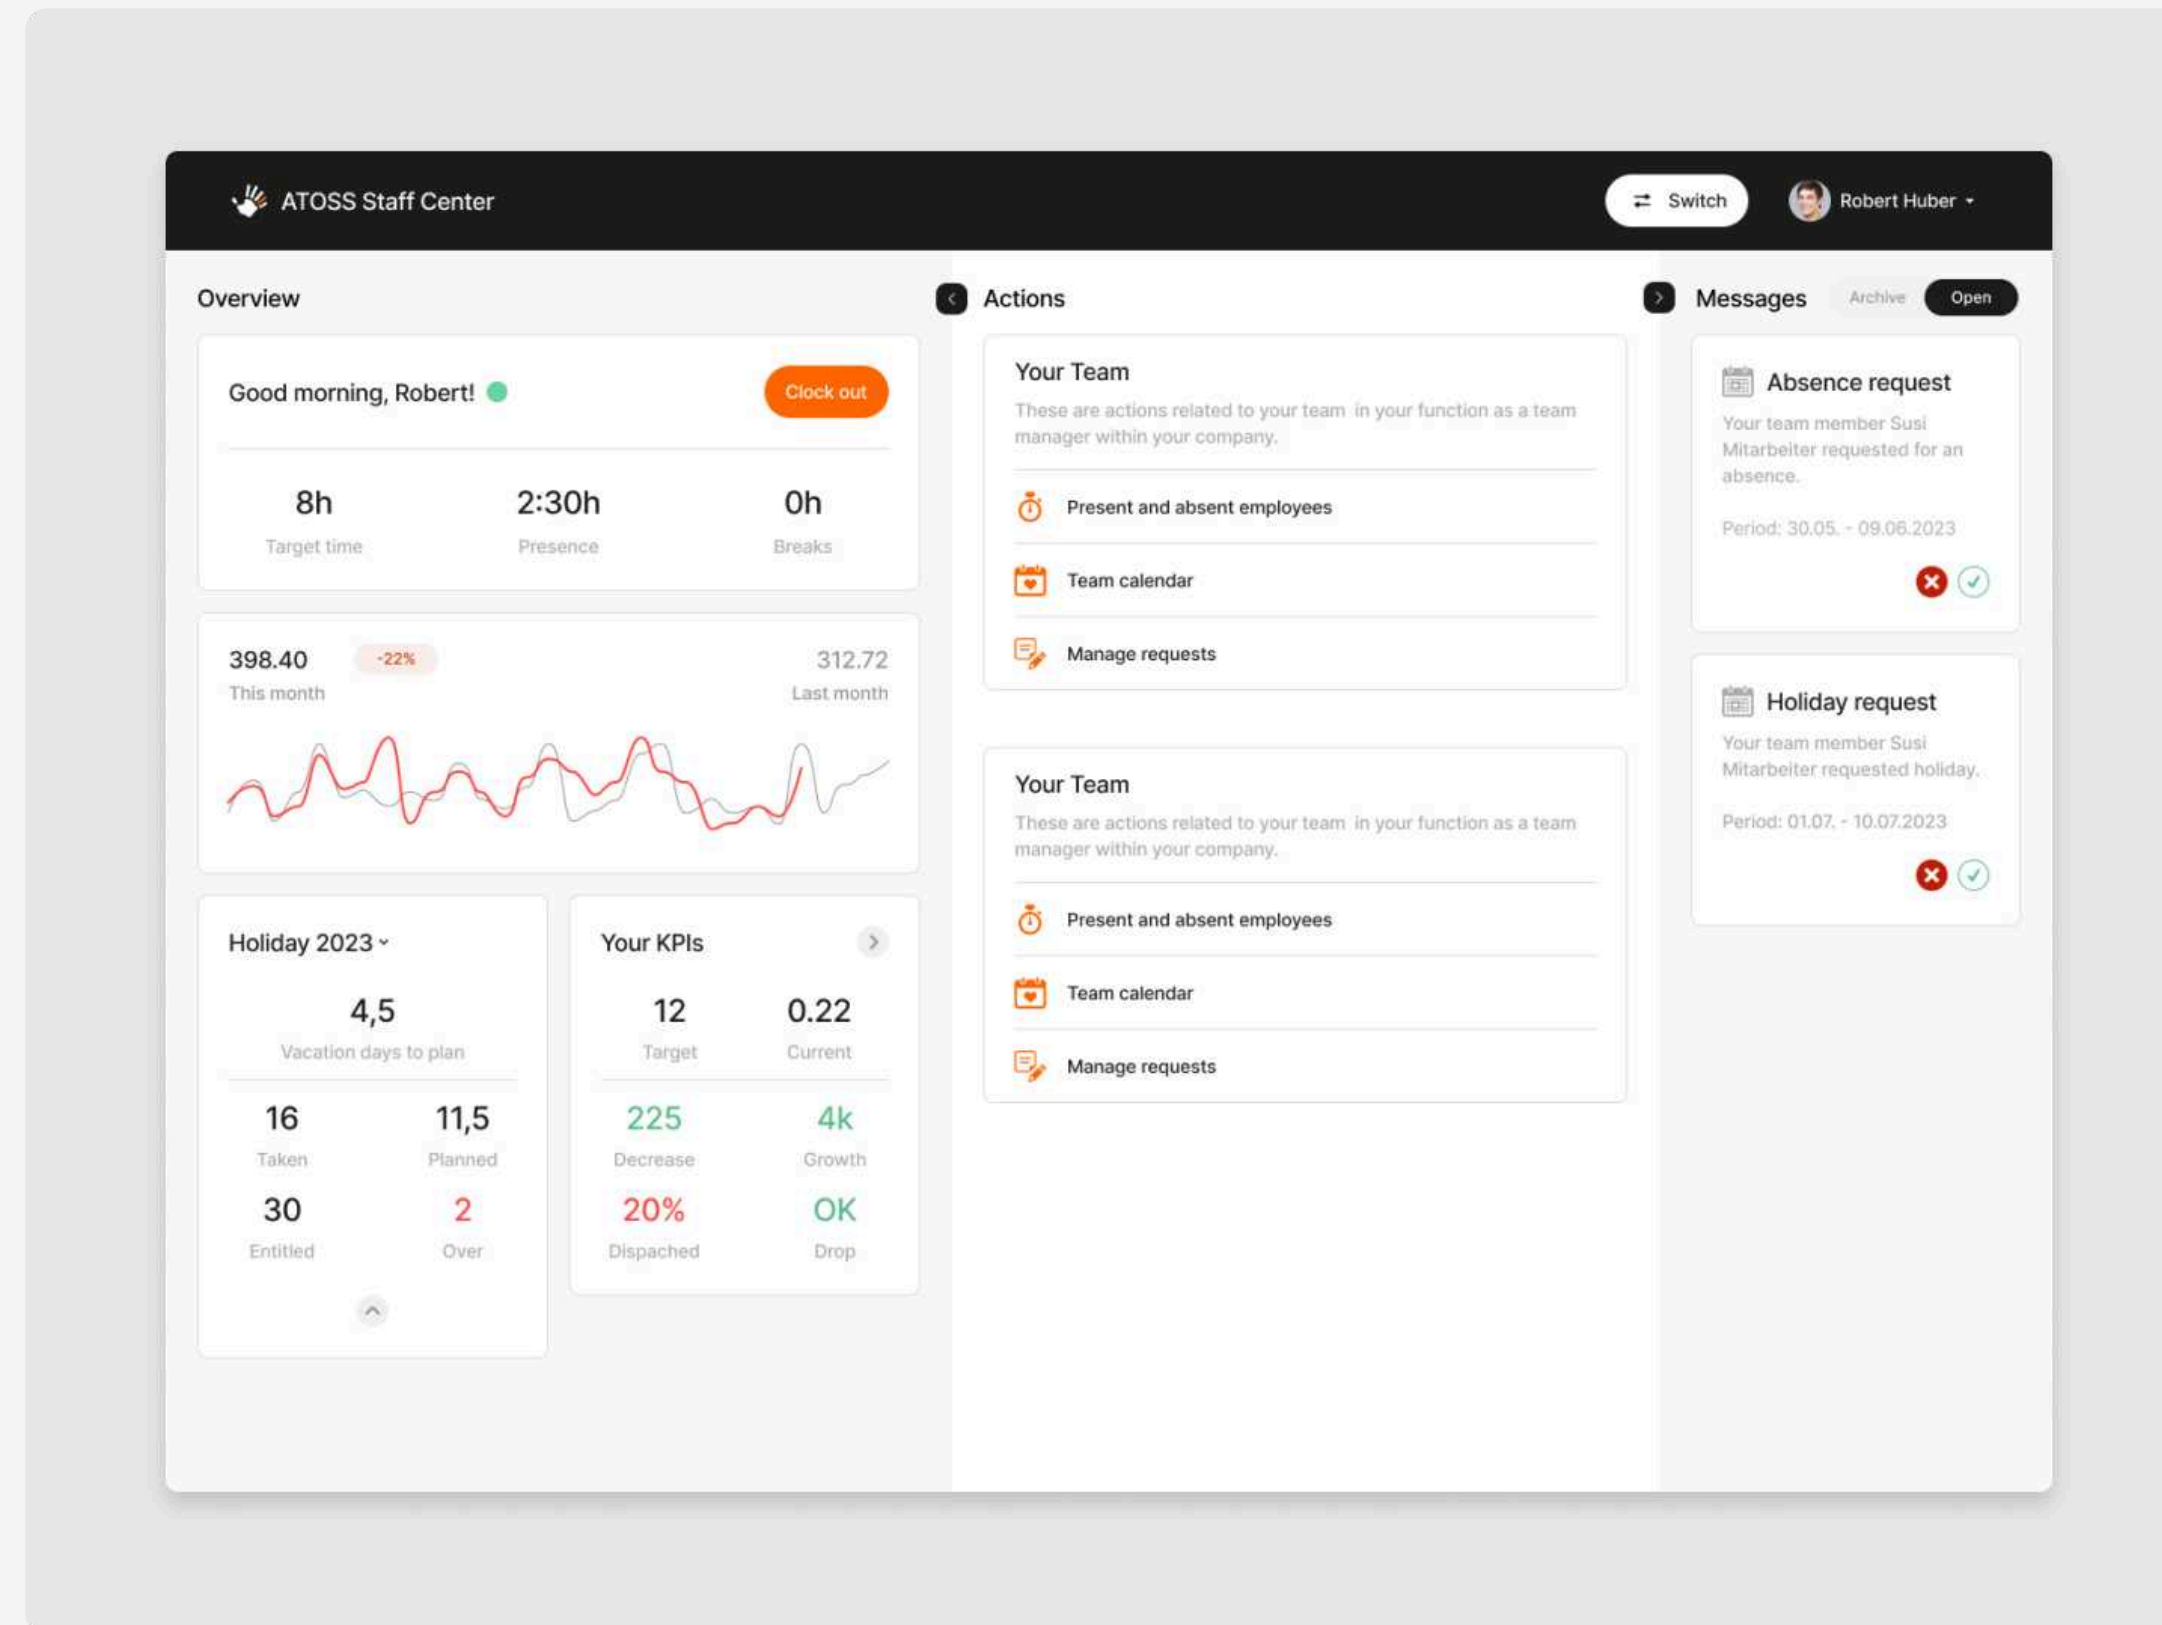 ATOSS Staff Center
Switch
Robert Huber
Overview
Good morning, Robert!
Clock out
8h
2:30h
0h
Target time
Presence
Breaks
398.40
-22%
312.72
This month
Last month
Holiday 2023
4,5
Vacation days to plan
16
11,5
Taken
Planned
30
2
Entitled
Over
Your KPIs
12
0.22
Target
Current
225
4k
Decrease
Growth
20%
OK
Dispached
Drop
Actions
Your Team
These are actions related to your team in your function as a team
manager within your company.
Present and absent employees
Team calendar
Manage requests
Your Team
These are actions related to your team in your function as a team
manager within your company.
Present and absent employees
Team calendar
Manage requests
Messages
Archive
Open
Absence request
Your team member Susi
Mitarbeiter requested for an
absence.
Period: 30.05. - 09.06.2023
Holiday request
Your team member Susi
Mitarbeiter requested holiday.
Period: 01.07. - 10.07.2023